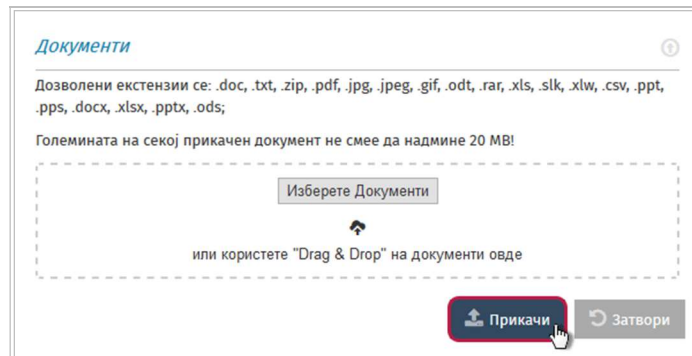 Документи
Дозволени екстензии се: .doc, .txt, .zip, .pdf, .jpg, .jpeg, .gif, .odt, .rar, .xls, .slk, .xlw, .csv, .ppt,
.pps, .docx, .xlsx, .pptx, .ods;
Големината на секој прикачен документ не смее да надмине 20 MB!
Изберете Документи
или користете "Drag & Drop" на документи овде
Прикачи
Затвори